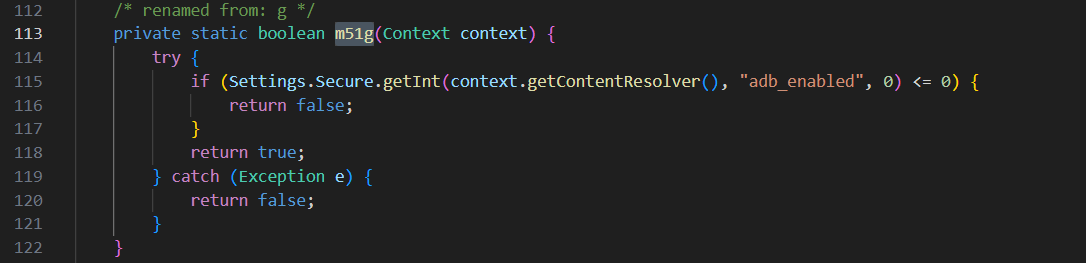 112 /* renamed from: g */
113 private static boolean m51g(Context context) {
114 try {
115 if (Settings.Secure.getInt(context.getContentResolver(), "adb_enabled", 0) <= 0) {
116 return false;
117 }
118 return true;
119 } catch (Exception e) {
120 return false;
121 }
122 }